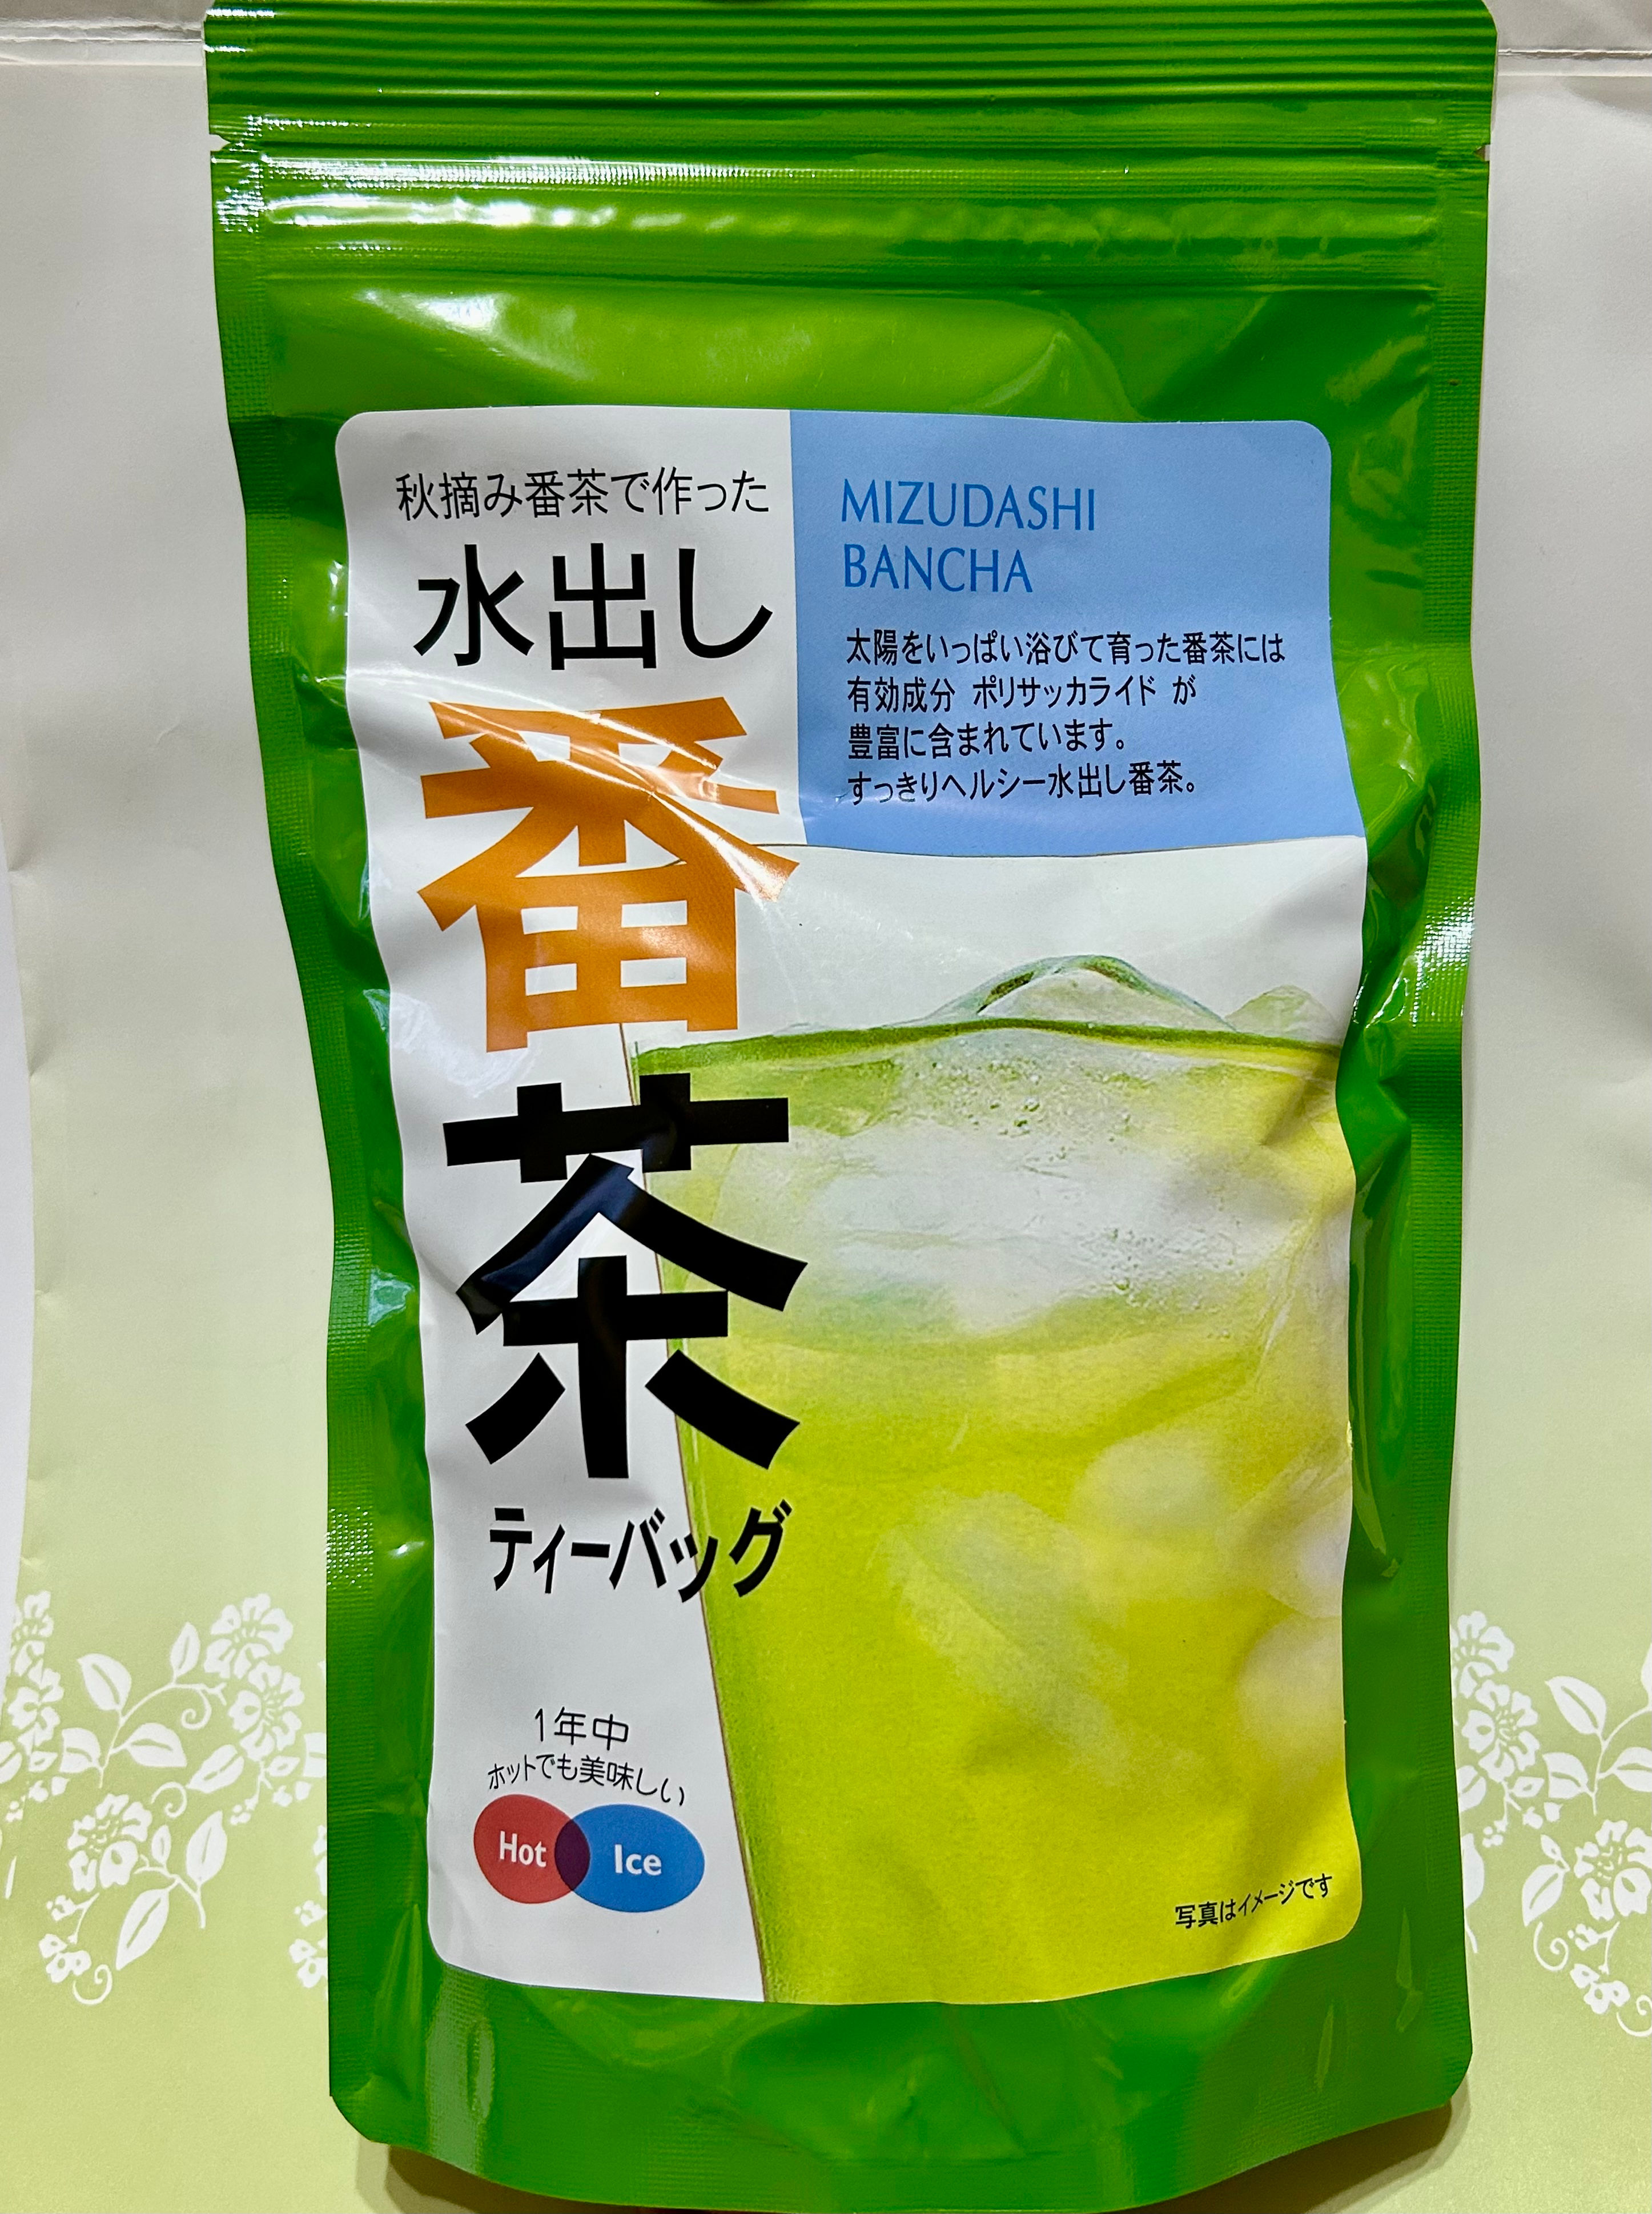 秋摘み番茶で作った
水出し
番茶
ティーバッグ
MIZUDASHI
BANCHA
太陽をいっぱい浴びて育った番茶には
有効成分 ポリサッカライド が
豊富に含まれています。
すっきりヘルシー水出し番茶。
1年中
ホットでも美味しい
Hot Ice
写真はイメージです